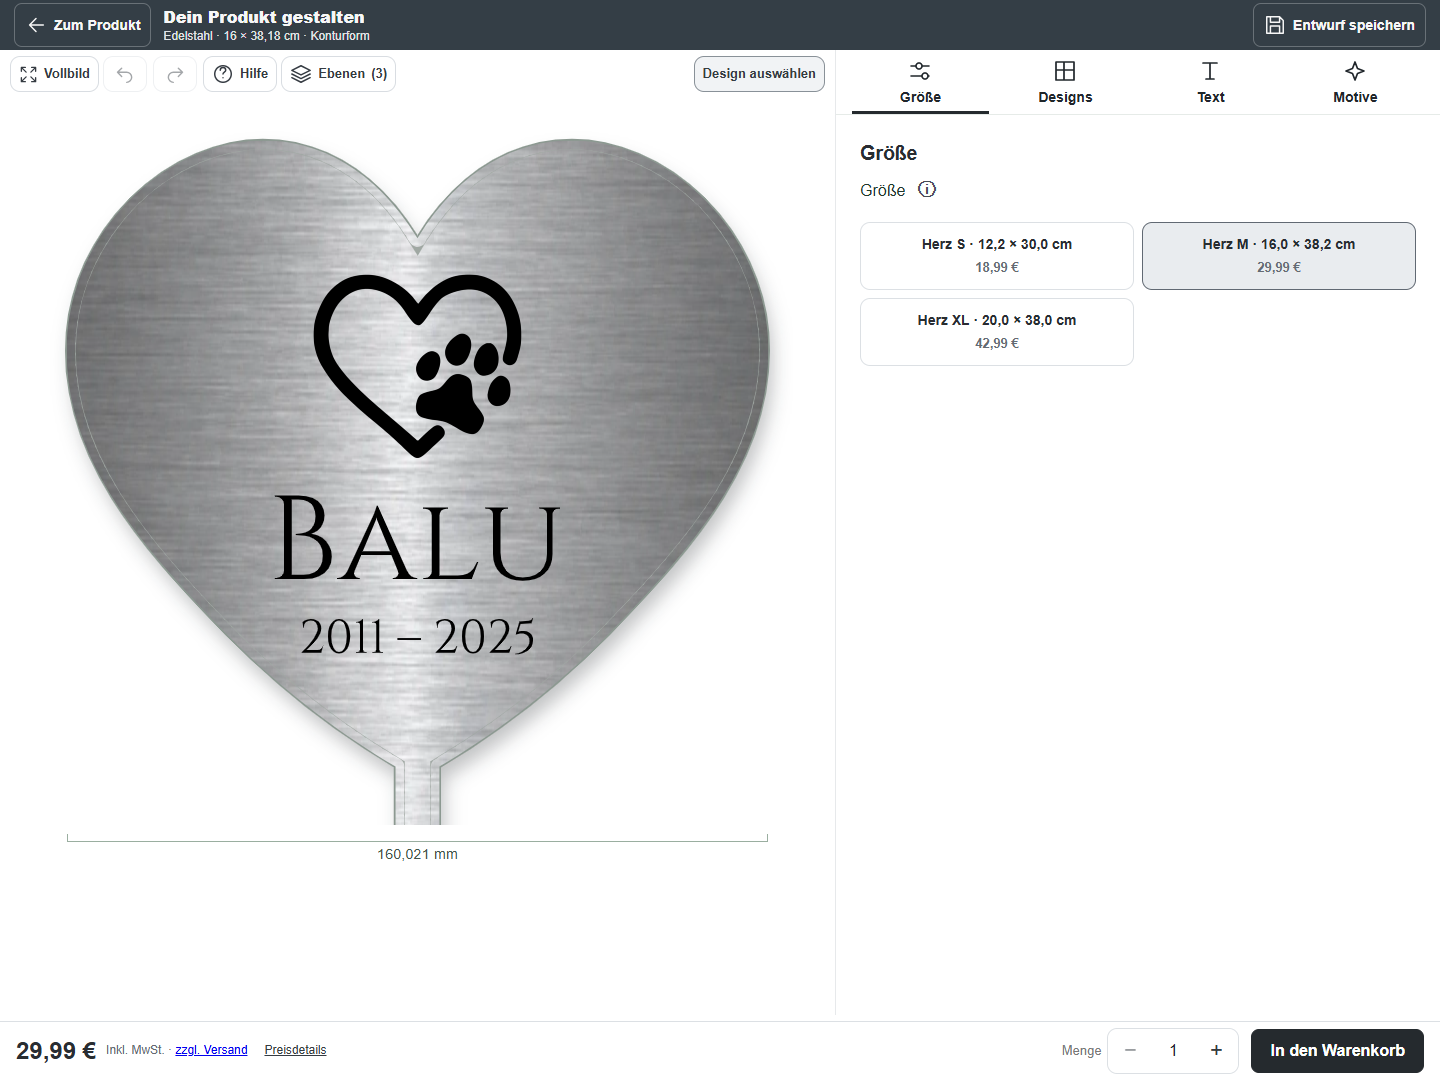 Zum Produkt
Dein Produkt gestalten
Edelstahl · 16 × 38,18 cm · Konturform
Entwurf speichern
Vollbild
Hilfe
Ebenen (3)
Design auswählen
Größe
Designs
Text
Motive
Größe
Größe
Herz S · 12,2 × 30,0 cm
18,99 €
Herz M · 16,0 × 38,2 cm
29,99 €
Herz XL · 20,0 × 38,0 cm
42,99 €
BALU
2011 – 2025
160,021 mm
29,99 € Inkl. MwSt. · zzgl. Versand Preisdetails
Menge − 1 +
In den Warenkorb